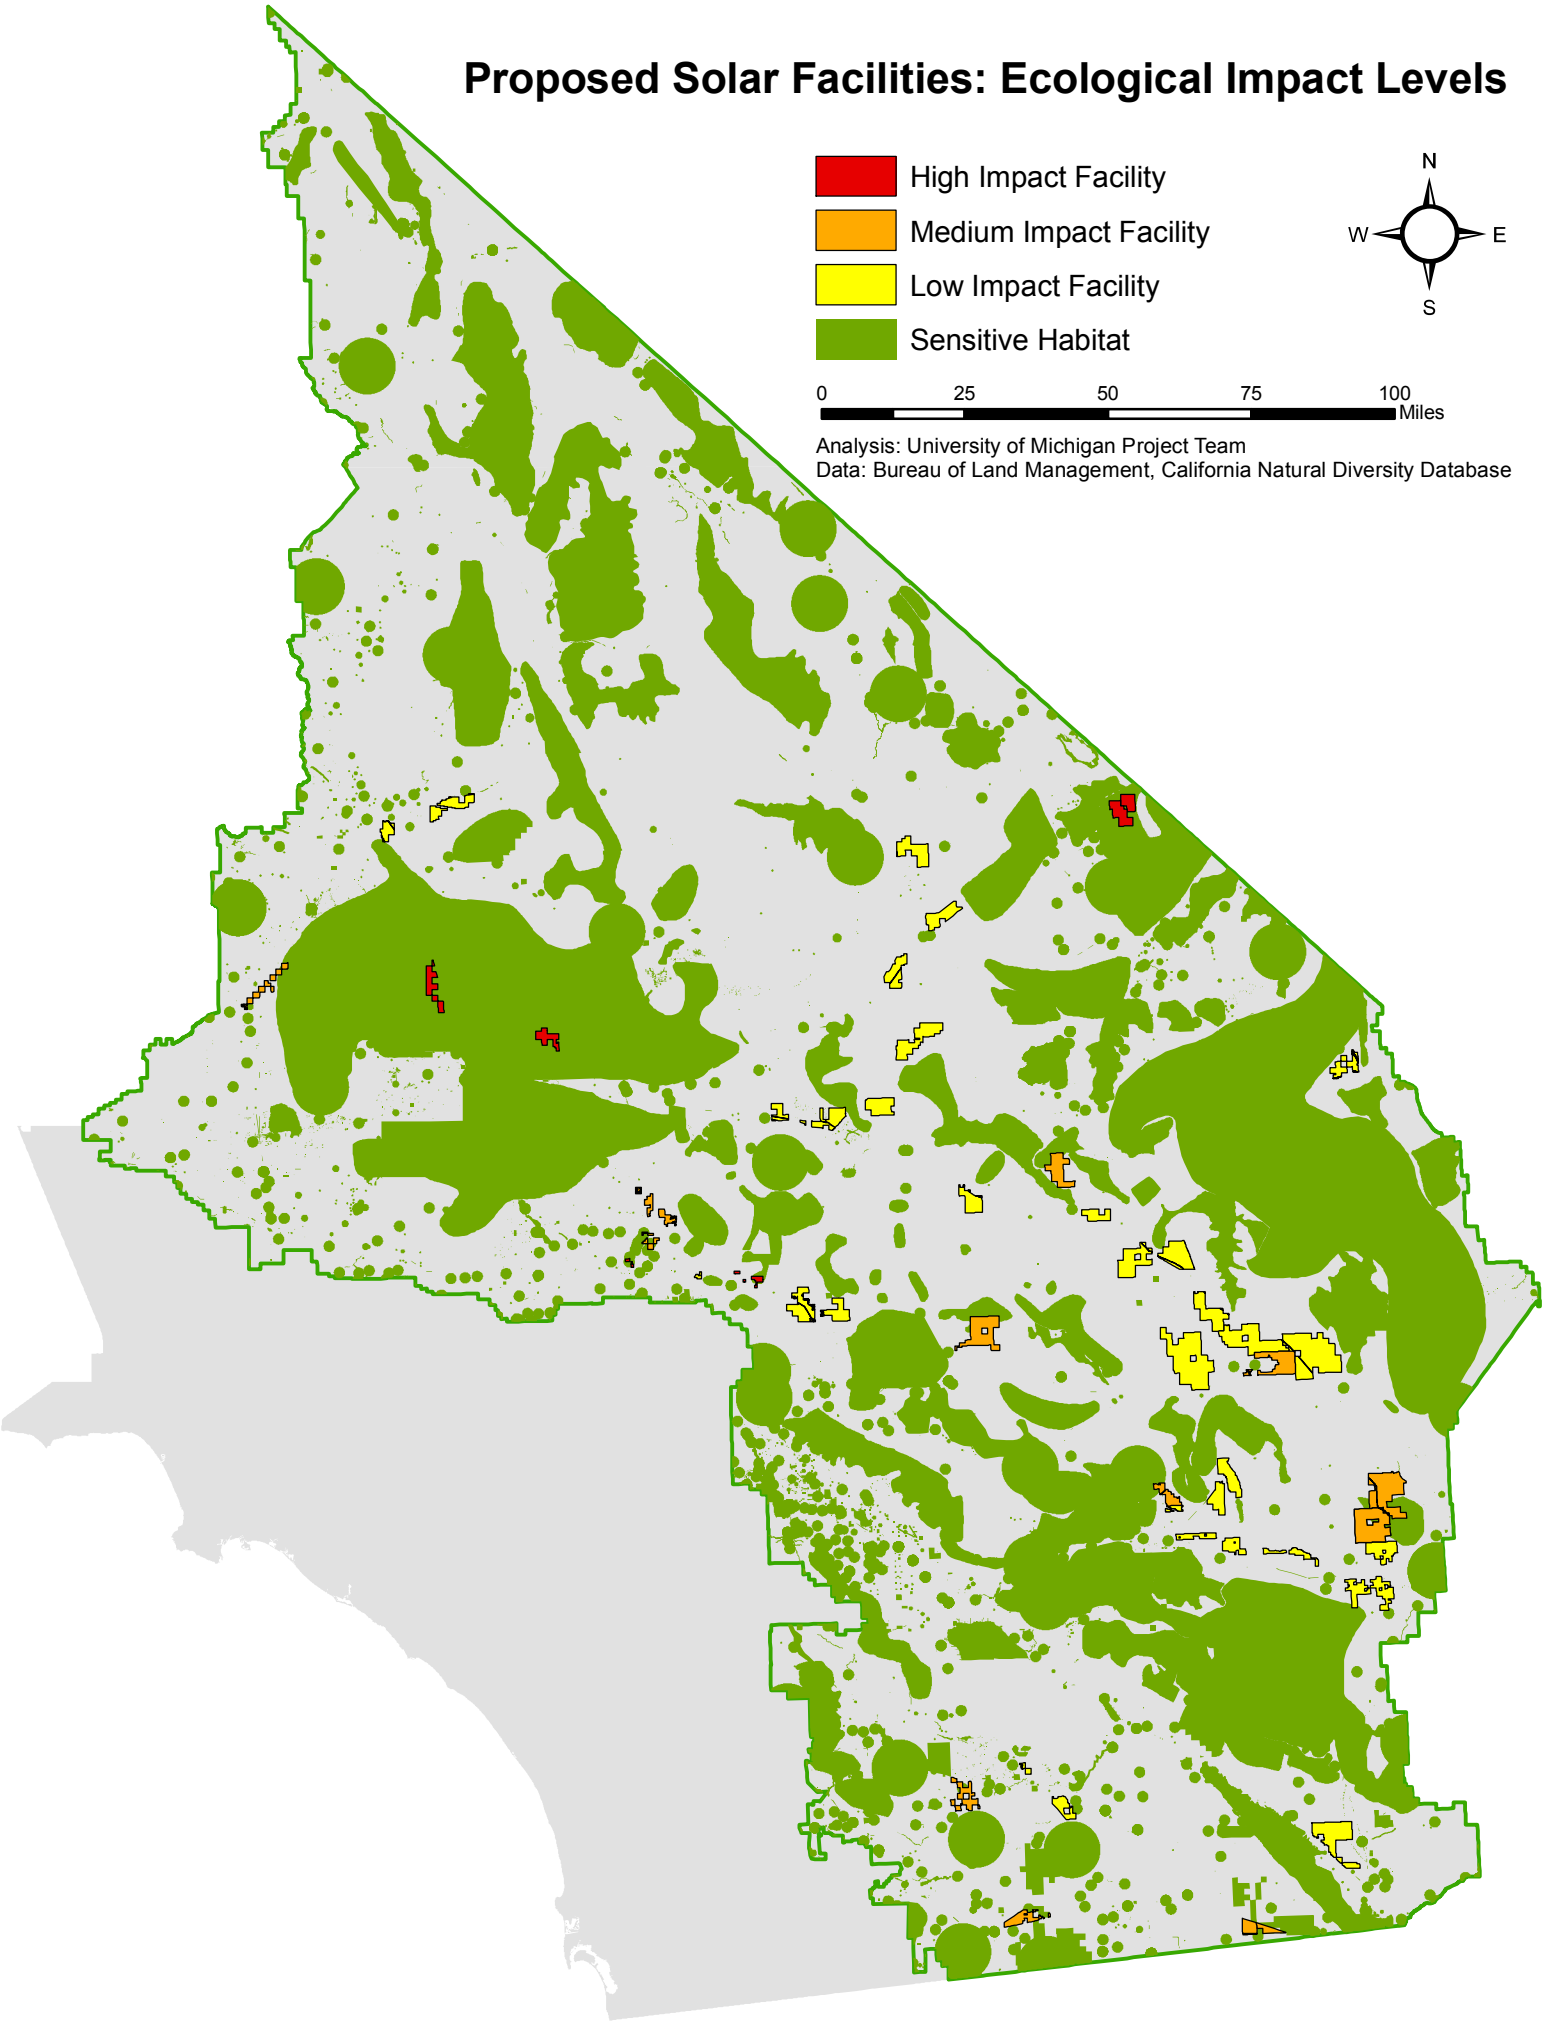 Proposed Solar Facilities: Ecological Impact Levels
High Impact Facility
Medium Impact Facility
Low Impact Facility
Sensitive Habitat
N
W E
S
0 25 50 75 100
Miles
Analysis: University of Michigan Project Team
Data: Bureau of Land Management, California Natural Diversity Database